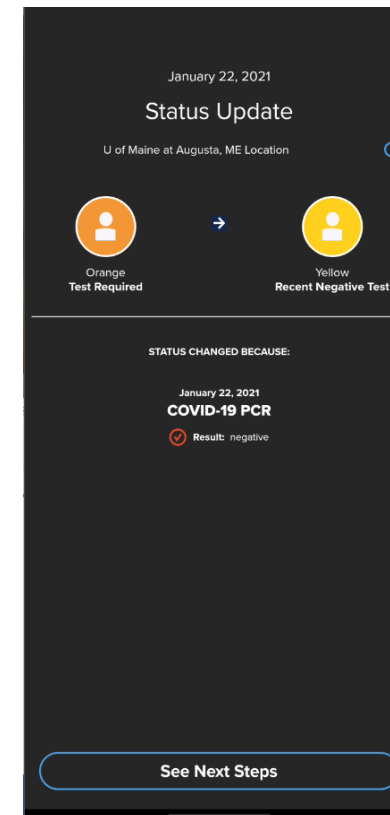 January 22, 2021
Status Update
U of Maine at Augusta, ME Location
Orange
Test Required
Yellow
Recent Negative Test
STATUS CHANGED BECAUSE:
January 22, 2021
COVID-19 PCR
Result: negative
See Next Steps